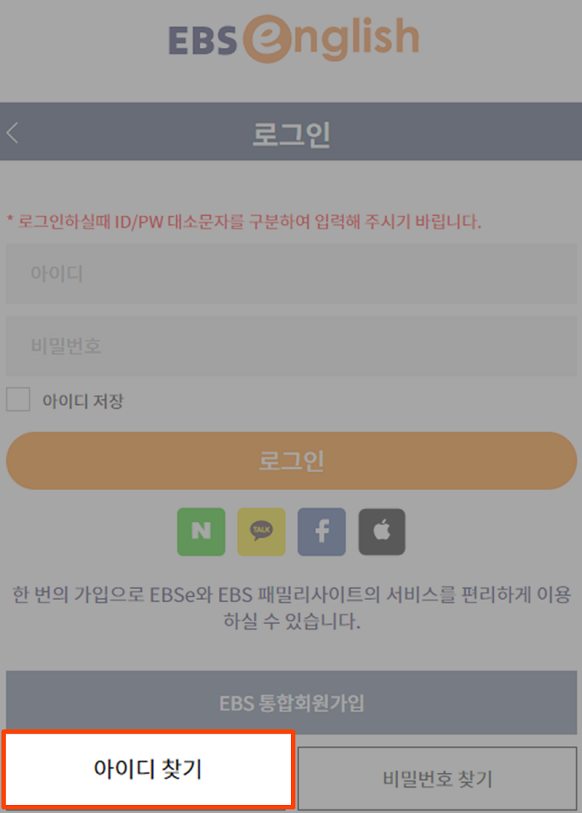 EBS english
로그인
* 로그인하실때 ID/PW 대소문자를 구분하여 입력해 주시기 바랍니다.
아이디
비밀번호
아이디 저장
로그인
N TALK f
한 번의 가입으로 EBSe와 EBS 패밀리사이트의 서비스를 편리하게 이용
하실 수 있습니다.
EBS 통합회원가입
아이디 찾기 비밀번호 찾기